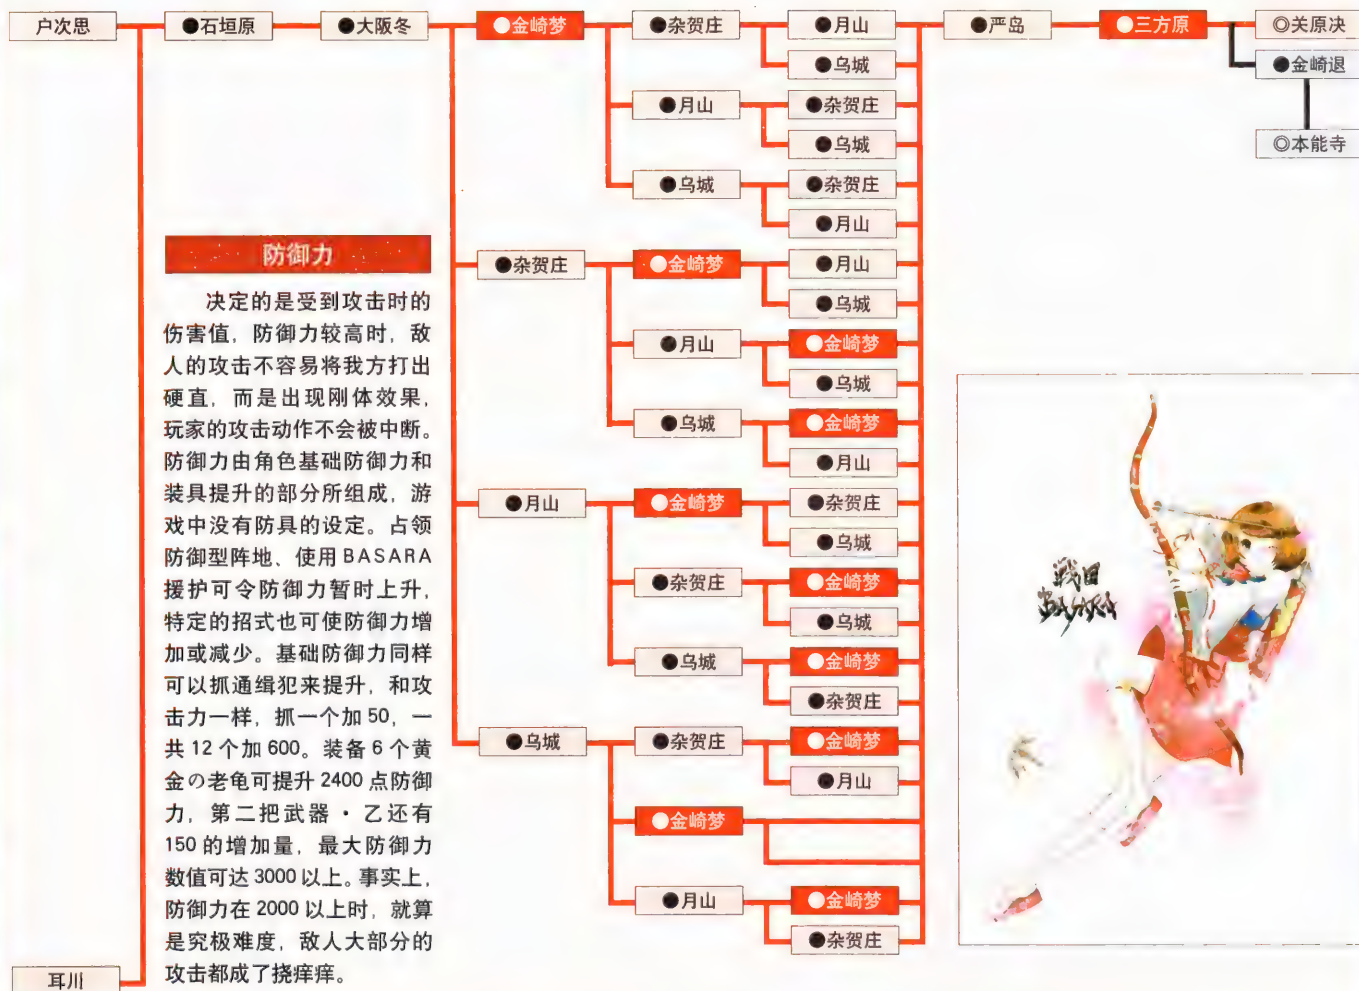 户次思
●石垣原
●大阪冬
○金崎梦
●杂贺庄
●月山
●严岛
○三方原
◎关原决
●乌城
●金崎退
●月山
●杂贺庄
●乌城
◎本能寺
●乌城
●杂贺庄
●月山
●杂贺庄
○金崎梦
●月山
●乌城
●月山
○金崎梦
●乌城
●乌城
○金崎梦
●月山
●月山
○金崎梦
●杂贺庄
●乌城
●杂贺庄
○金崎梦
●乌城
●乌城
○金崎梦
●杂贺庄
●乌城
●杂贺庄
○金崎梦
●月山
○金崎梦
●月山
○金崎梦
●杂贺庄
耳川
防御力
决定的是受到攻击时的
伤害值，防御力较高时，敌
人的攻击不容易将我方打出
硬直，而是出现刚体效果，
玩家的攻击动作不会被中断。
防御力由角色基础防御力和
装具提升的部分所组成，游
戏中没有防具的设定。占领
防御型阵地、使用BASARA
援护可令防御力暂时上升，
特定的招式也可使防御力增
加或减少。基础防御力同样
可以抓通缉犯来提升，和攻
击力一样，抓一个加50，一
共12个加600。装备6个黄
金の老龟可提升2400点防御
力，第二把武器·乙还有
150的增加量，最大防御力
数值可达3000以上。事实上，
防御力在2000以上时，就算
是究极难度，敌人大部分的
攻击都成了挠痒痒。
戦国
BASARA